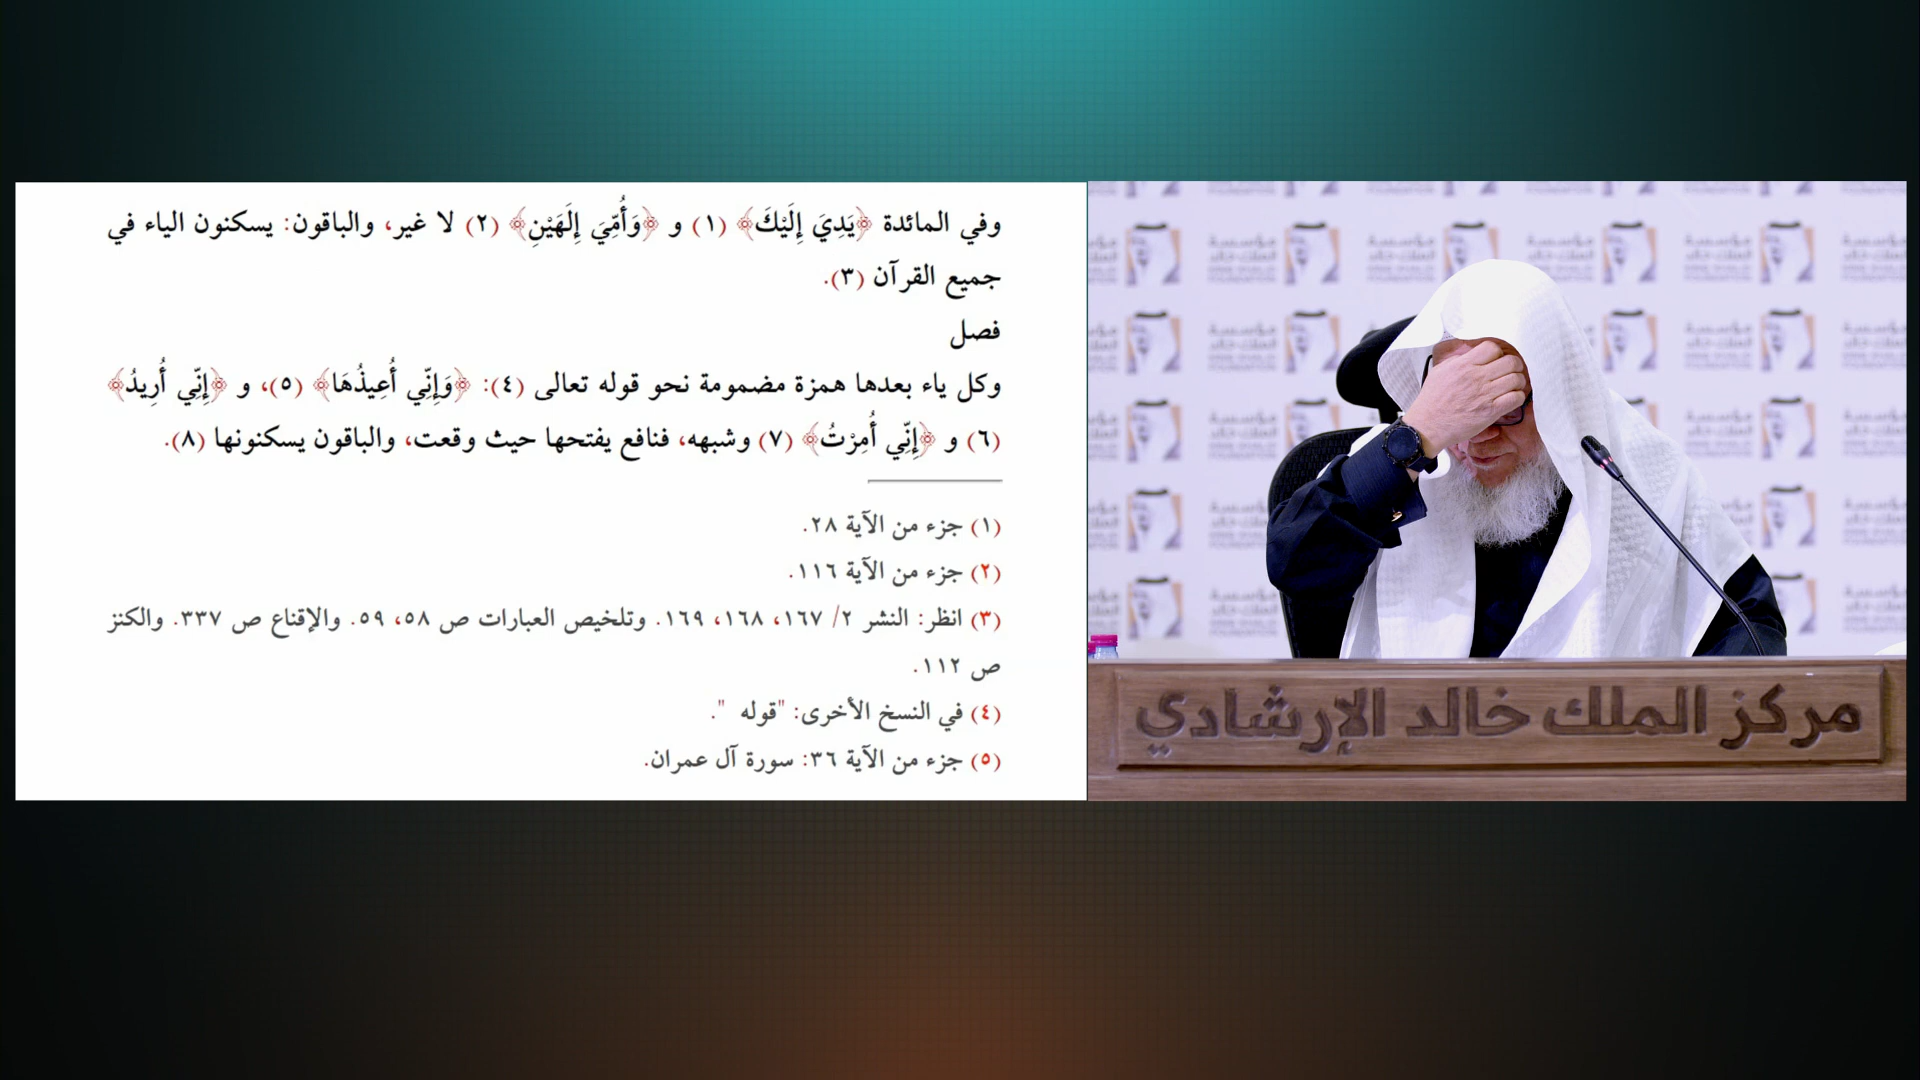 وفي المائدة ﴿يَدِيَ إِلَيْكَ﴾ (١) و ﴿وَأُمِّيَ إِلَهَيْنِ﴾ (٢) لا غير، والباقون: يسكنون الياء في
جميع القرآن (٣).
فصل
وكل ياء بعدها همزة مضمومة نحو قوله تعالى (٤): ﴿وَإِنِّي أُعِيذُهَا﴾ (٥)، و ﴿إِنِّي أُرِيدُ﴾
(٦) و ﴿إِنِّي أُمِرْتُ﴾ (٧) وشبهه، فنافع يفتحها حيث وقعت، والباقون يسكنونها (٨).
(١) جزء من الآية ٢٨.
(٢) جزء من الآية ١١٦.
(٣) انظر: النشر ٢/ ١٦٧، ١٦٨، ١٦٩. وتلخيص العبارات ص ٥٨، ٥٩. والإقناع ص ٣٣٧. والكنز
ص ١١٢.
(٤) في النسخ الأخرى: "قوله ".
(٥) جزء من الآية ٣٦: سورة آل عمران.
مؤسسة
الملك خالد
مركز الملك خالد الإرشادي